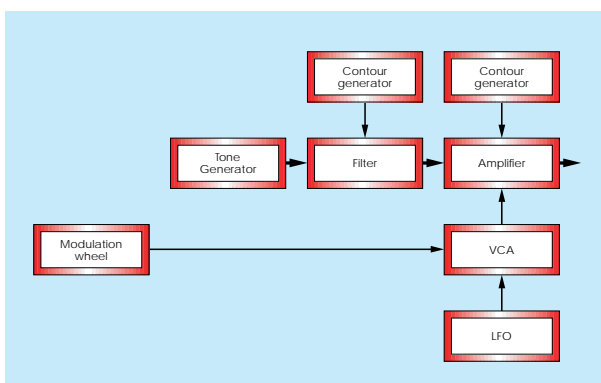 Contour
generator
Contour
generator
Tone
Generator
Filter
Amplifier
Modulation
wheel
VCA
LFO